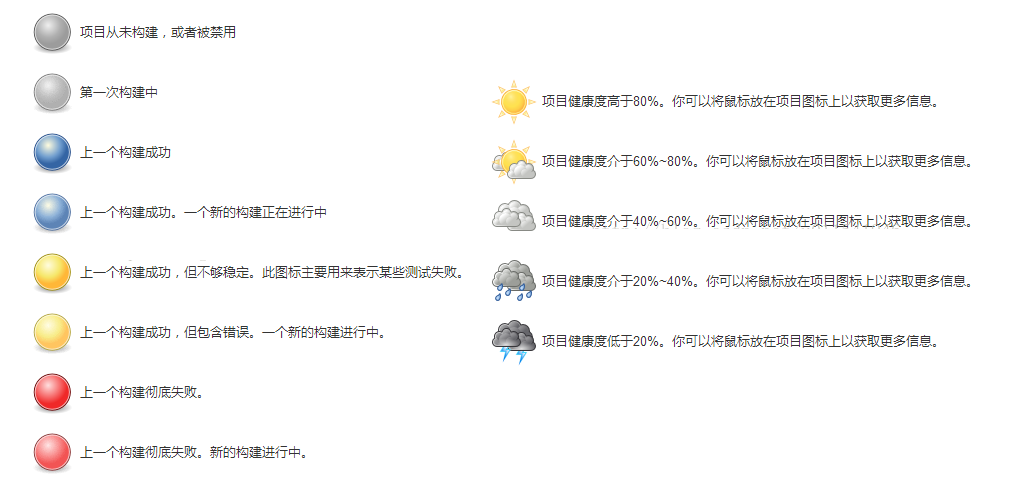 项目从未构建，或者被禁用
第一次构建中
上一个构建成功
上一个构建成功。一个新的构建正在进行中
上一个构建成功，但不够稳定。此图标主要用来表示某些测试失败。
上一个构建成功，但包含错误。一个新的构建进行中。
上一个构建彻底失败。
上一个构建彻底失败。新的构建进行中。
项目健康度高于80%。你可以将鼠标放在项目图标上以获取更多信息。
项目健康度介于60%~80%。你可以将鼠标放在项目图标上以获取更多信息。
项目健康度介于40%~60%。你可以将鼠标放在项目图标上以获取更多信息。
项目健康度介于20%~40%。你可以将鼠标放在项目图标上以获取更多信息。
项目健康度低于20%。你可以将鼠标放在项目图标上以获取更多信息。